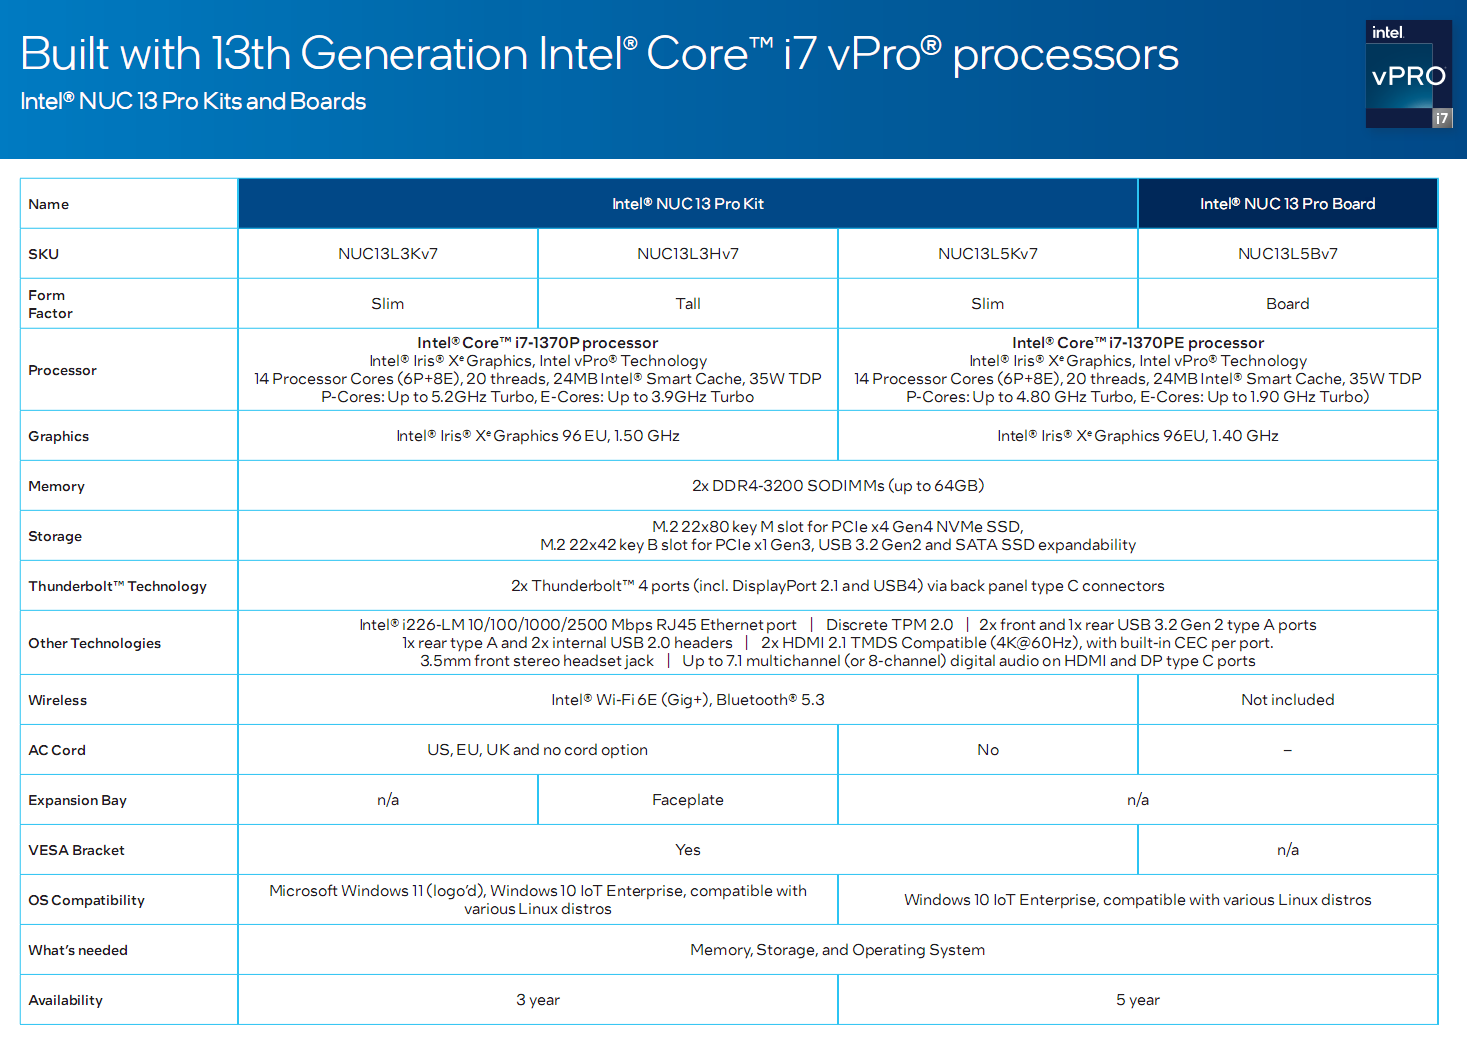 Built with 13th Generation Intel® Core™ i7 vPro® processors
Intel® NUC 13 Pro Kits and Boards
intel.
vPRO
i7
Name
Intel® NUC 13 Pro Kit
Intel® NUC 13 Pro Board
SKU
NUC13L3Kv7
NUC13L3Hv7
NUC13L5Kv7
NUC13L5Bv7
Form
Factor
Slim
Tall
Slim
Board
Processor
Intel® Core™ i7-1370P processor
Intel® Iris® Xᵉ Graphics, Intel vPro® Technology
14 Processor Cores (6P+8E), 20 threads, 24MB Intel® Smart Cache, 35W TDP
P-Cores: Up to 5.2GHz Turbo, E-Cores: Up to 3.9GHz Turbo
Intel® Core™ i7-1370PE processor
Intel® Iris® Xᵉ Graphics, Intel vPro® Technology
14 Processor Cores (6P+8E), 20 threads, 24MB Intel® Smart Cache, 35W TDP
P-Cores: Up to 4.80 GHz Turbo, E-Cores: Up to 1.90 GHz Turbo)
Graphics
Intel® Iris® Xᵉ Graphics 96 EU, 1.50 GHz
Intel® Iris® Xᵉ Graphics 96EU, 1.40 GHz
Memory
2x DDR4-3200 SODIMMs (up to 64GB)
Storage
M.2 22x80 key M slot for PCIe x4 Gen4 NVMe SSD,
M.2 22x42 key B slot for PCIe x1 Gen3, USB 3.2 Gen2 and SATA SSD expandability
Thunderbolt™ Technology
2x Thunderbolt™ 4 ports (incl. DisplayPort 2.1 and USB4) via back panel type C connectors
Other Technologies
Intel® i226-LM 10/100/1000/2500 Mbps RJ45 Ethernet port | Discrete TPM 2.0 | 2x front and 1x rear USB 3.2 Gen 2 type A ports
1x rear type A and 2x internal USB 2.0 headers | 2x HDMI 2.1 TMDS Compatible (4K@60Hz), with built-in CEC per port.
3.5mm front stereo headset jack | Up to 7.1 multichannel (or 8-channel) digital audio on HDMI and DP type C ports
Wireless
Intel® Wi-Fi 6E (Gig+), Bluetooth® 5.3
Not included
AC Cord
US, EU, UK and no cord option
No
–
Expansion Bay
n/a
Faceplate
n/a
VESA Bracket
Yes
n/a
OS Compatibility
Microsoft Windows 11 (logo’d), Windows 10 IoT Enterprise, compatible with
various Linux distros
Windows 10 IoT Enterprise, compatible with various Linux distros
What’s needed
Memory, Storage, and Operating System
Availability
3 year
5 year